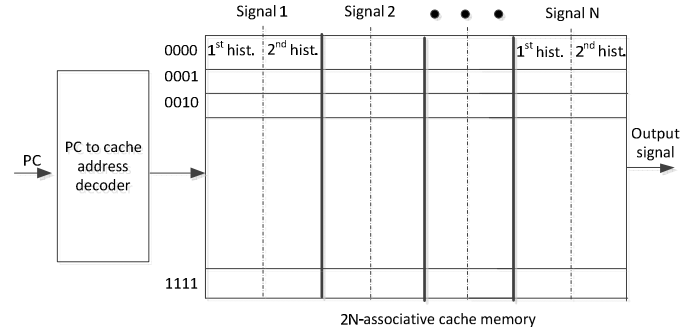 Signal 1 Signal 2 Signal N
0000 1st hist. 2nd hist. 1st hist. 2nd hist.
0001
0010
PC
PC to cache
address
decoder
Output
signal
1111
2N-associative cache memory